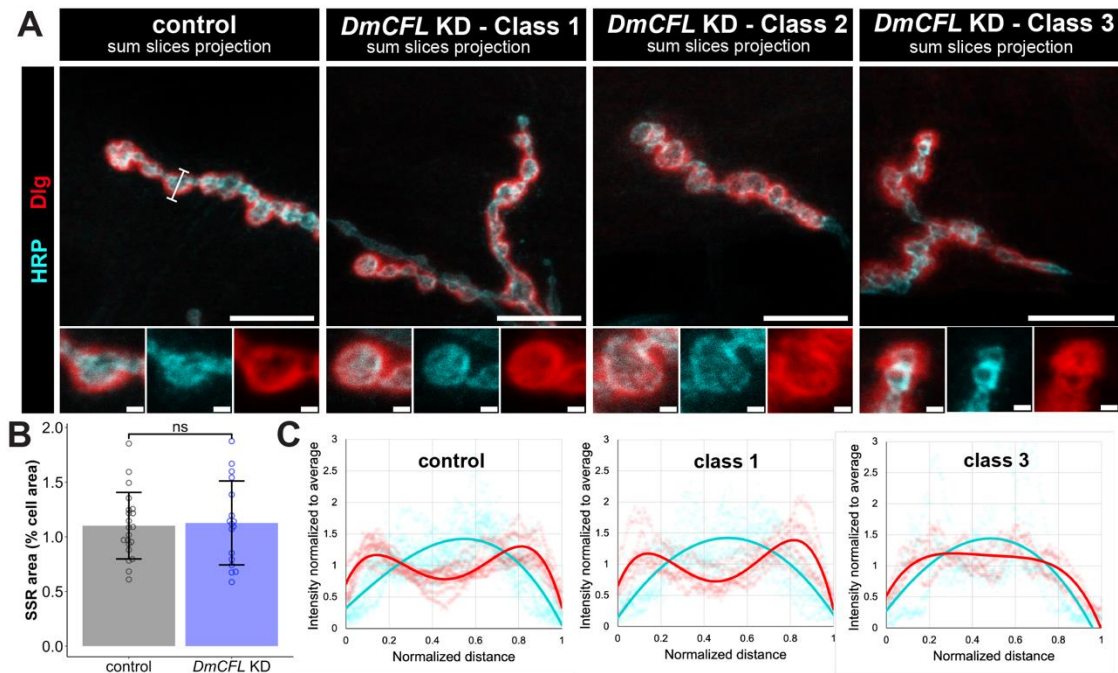 A
control
sum slices projection
DmCFL KD - Class 1
sum slices projection
DmCFL KD - Class 2
sum slices projection
DmCFL KD - Class 3
sum slices projection
HRP Dlg
B
SSR area (% cell area)
2.0
1.5
1.0
0.5
0.0
ns
control
DmCFL KD
C
Intensity normalized to average
3
2.5
2
1.5
1
0.5
0
control
0 0.2 0.4 0.6 0.8 1
Normalized distance
Intensity normalized to average
3
2.5
2
1.5
1
0.5
0
class 1
0 0.2 0.4 0.6 0.8 1
Normalized distance
Intensity normalized to average
3
2.5
2
1.5
1
0.5
0
class 3
0 0.2 0.4 0.6 0.8 1
Normalized distance